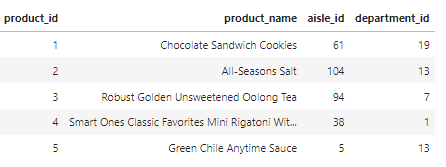 product_id product_name aisle_id department_id
1 Chocolate Sandwich Cookies 61 19
2 All-Seasons Salt 104 13
3 Robust Golden Unsweetened Oolong Tea 94 7
4 Smart Ones Classic Favorites Mini Rigatoni Wit... 38 1
5 Green Chile Anytime Sauce 5 13